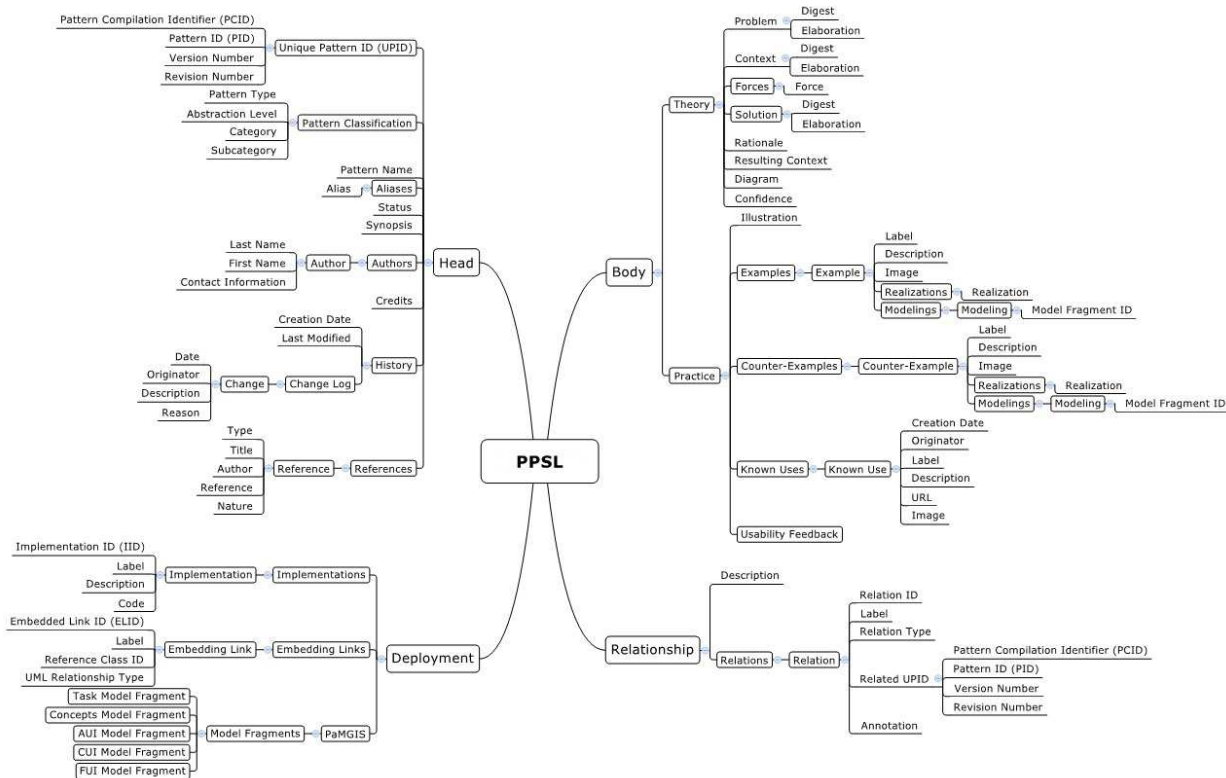 PPSL
Head
Unique Pattern ID (UPID)
Pattern Compilation Identifier (PCID)
Pattern ID (PID)
Version Number
Revision Number
Pattern Classification
Pattern Type
Abstraction Level
Category
Subcategory
Pattern Name
Aliases
Alias
Status
Synopsis
Authors
Author
Last Name
First Name
Contact Information
Credits
History
Creation Date
Last Modified
Change Log
Change
Date
Originator
Description
Reason
References
Reference
Type
Title
Author
Reference
Nature
Deployment
Implementations
Implementation
Implementation ID (IID)
Label
Description
Code
Embedding Links
Embedding Link
Embedded Link ID (ELID)
Label
Reference Class ID
UML Relationship Type
PaMGIS
Model Fragments
Task Model Fragment
Concepts Model Fragment
AUI Model Fragment
CUI Model Fragment
FUI Model Fragment
Body
Theory
Problem
Digest
Elaboration
Context
Digest
Elaboration
Forces
Force
Solution
Digest
Elaboration
Rationale
Resulting Context
Diagram
Confidence
Practice
Illustration
Examples
Example
Label
Description
Image
Realizations
Realization
Modelings
Modeling
Model Fragment ID
Counter-Examples
Counter-Example
Label
Description
Image
Realizations
Realization
Modelings
Modeling
Model Fragment ID
Known Uses
Known Use
Creation Date
Originator
Label
Description
URL
Image
Usability Feedback
Relationship
Description
Relations
Relation
Relation ID
Label
Relation Type
Related UPID
Pattern Compilation Identifier (PCID)
Pattern ID (PID)
Version Number
Revision Number
Annotation